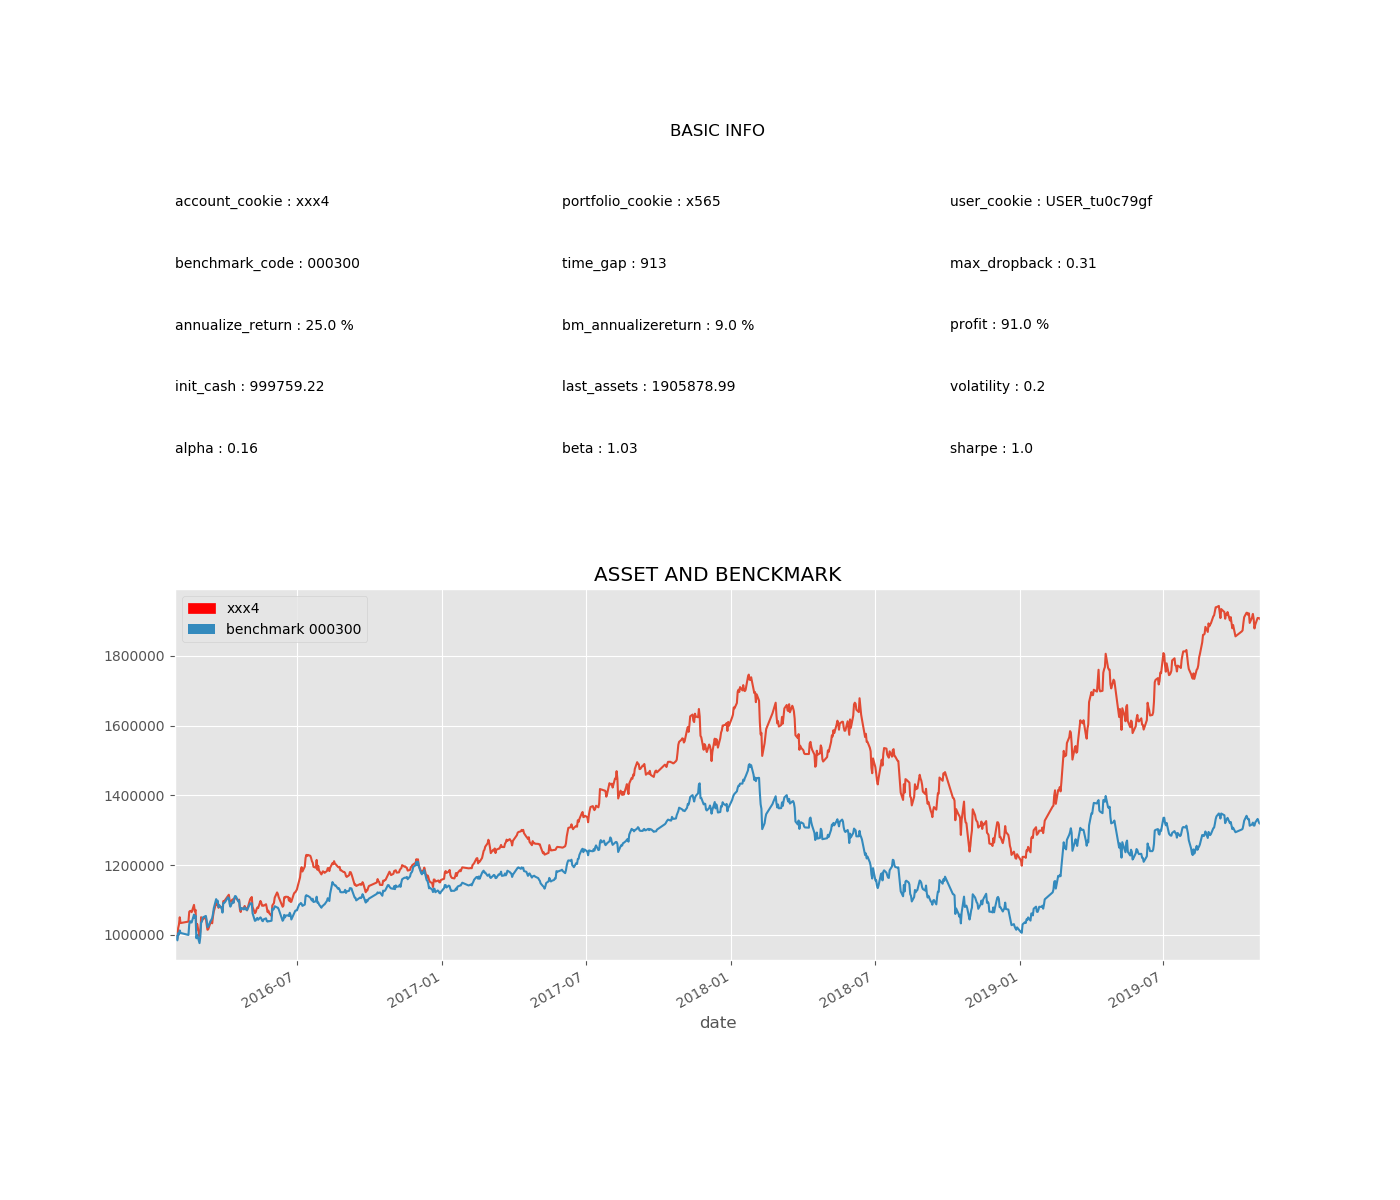 BASIC INFO
account_cookie : xxx4
portfolio_cookie : x565
user_cookie : USER_tu0c79gf
benchmark_code : 000300
time_gap : 913
max_dropback : 0.31
annualize_return : 25.0 %
bm_annualizereturn : 9.0 %
profit : 91.0 %
init_cash : 999759.22
last_assets : 1905878.99
volatility : 0.2
alpha : 0.16
beta : 1.03
sharpe : 1.0
ASSET AND BENCKMARK
xxx4
benchmark 000300
1800000
1600000
1400000
1200000
1000000
2016-07
2017-01
2017-07
2018-01
2018-07
2019-01
2019-07
date